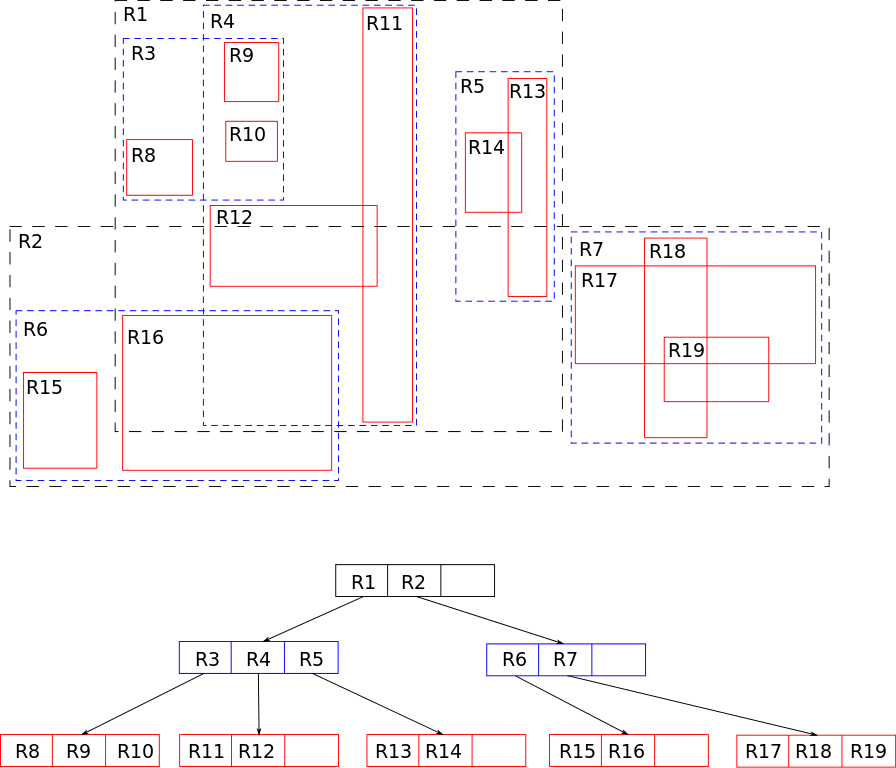 R1
R4
R11
R3
R9
R5
R13
R10
R14
R8
R12
R2
R7
R18
R17
R6
R16
R19
R15
R1 R2
R3 R4 R5
R6 R7
R8 R9 R10
R11 R12
R13 R14
R15 R16
R17 R18 R19